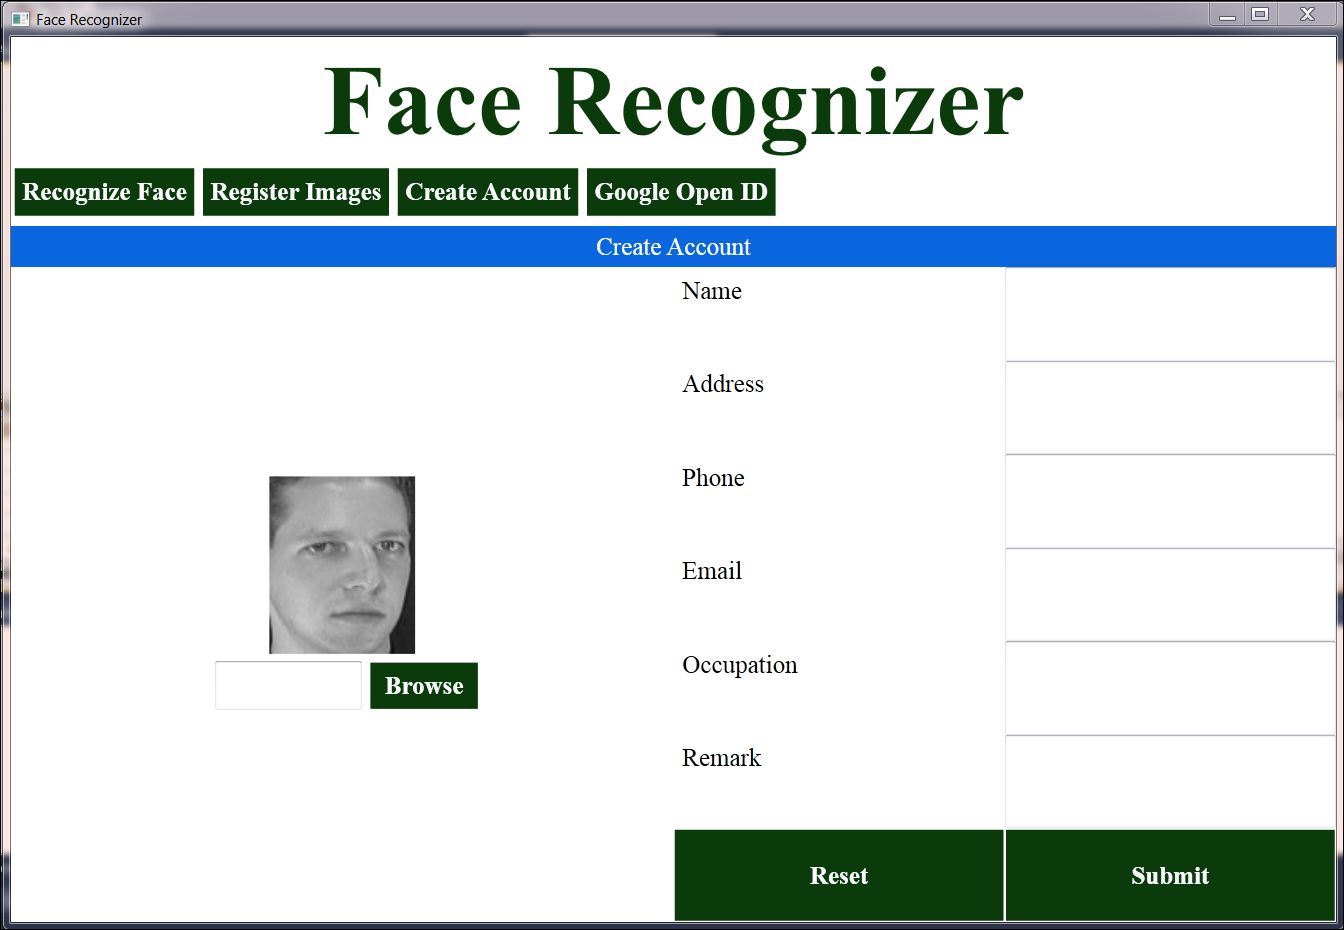 Face Recognizer
Face Recognizer
Recognize Face Register Images Create Account Google Open ID
Create Account
Name
Address
Phone
Email
Occupation
Remark
Browse
Reset Submit